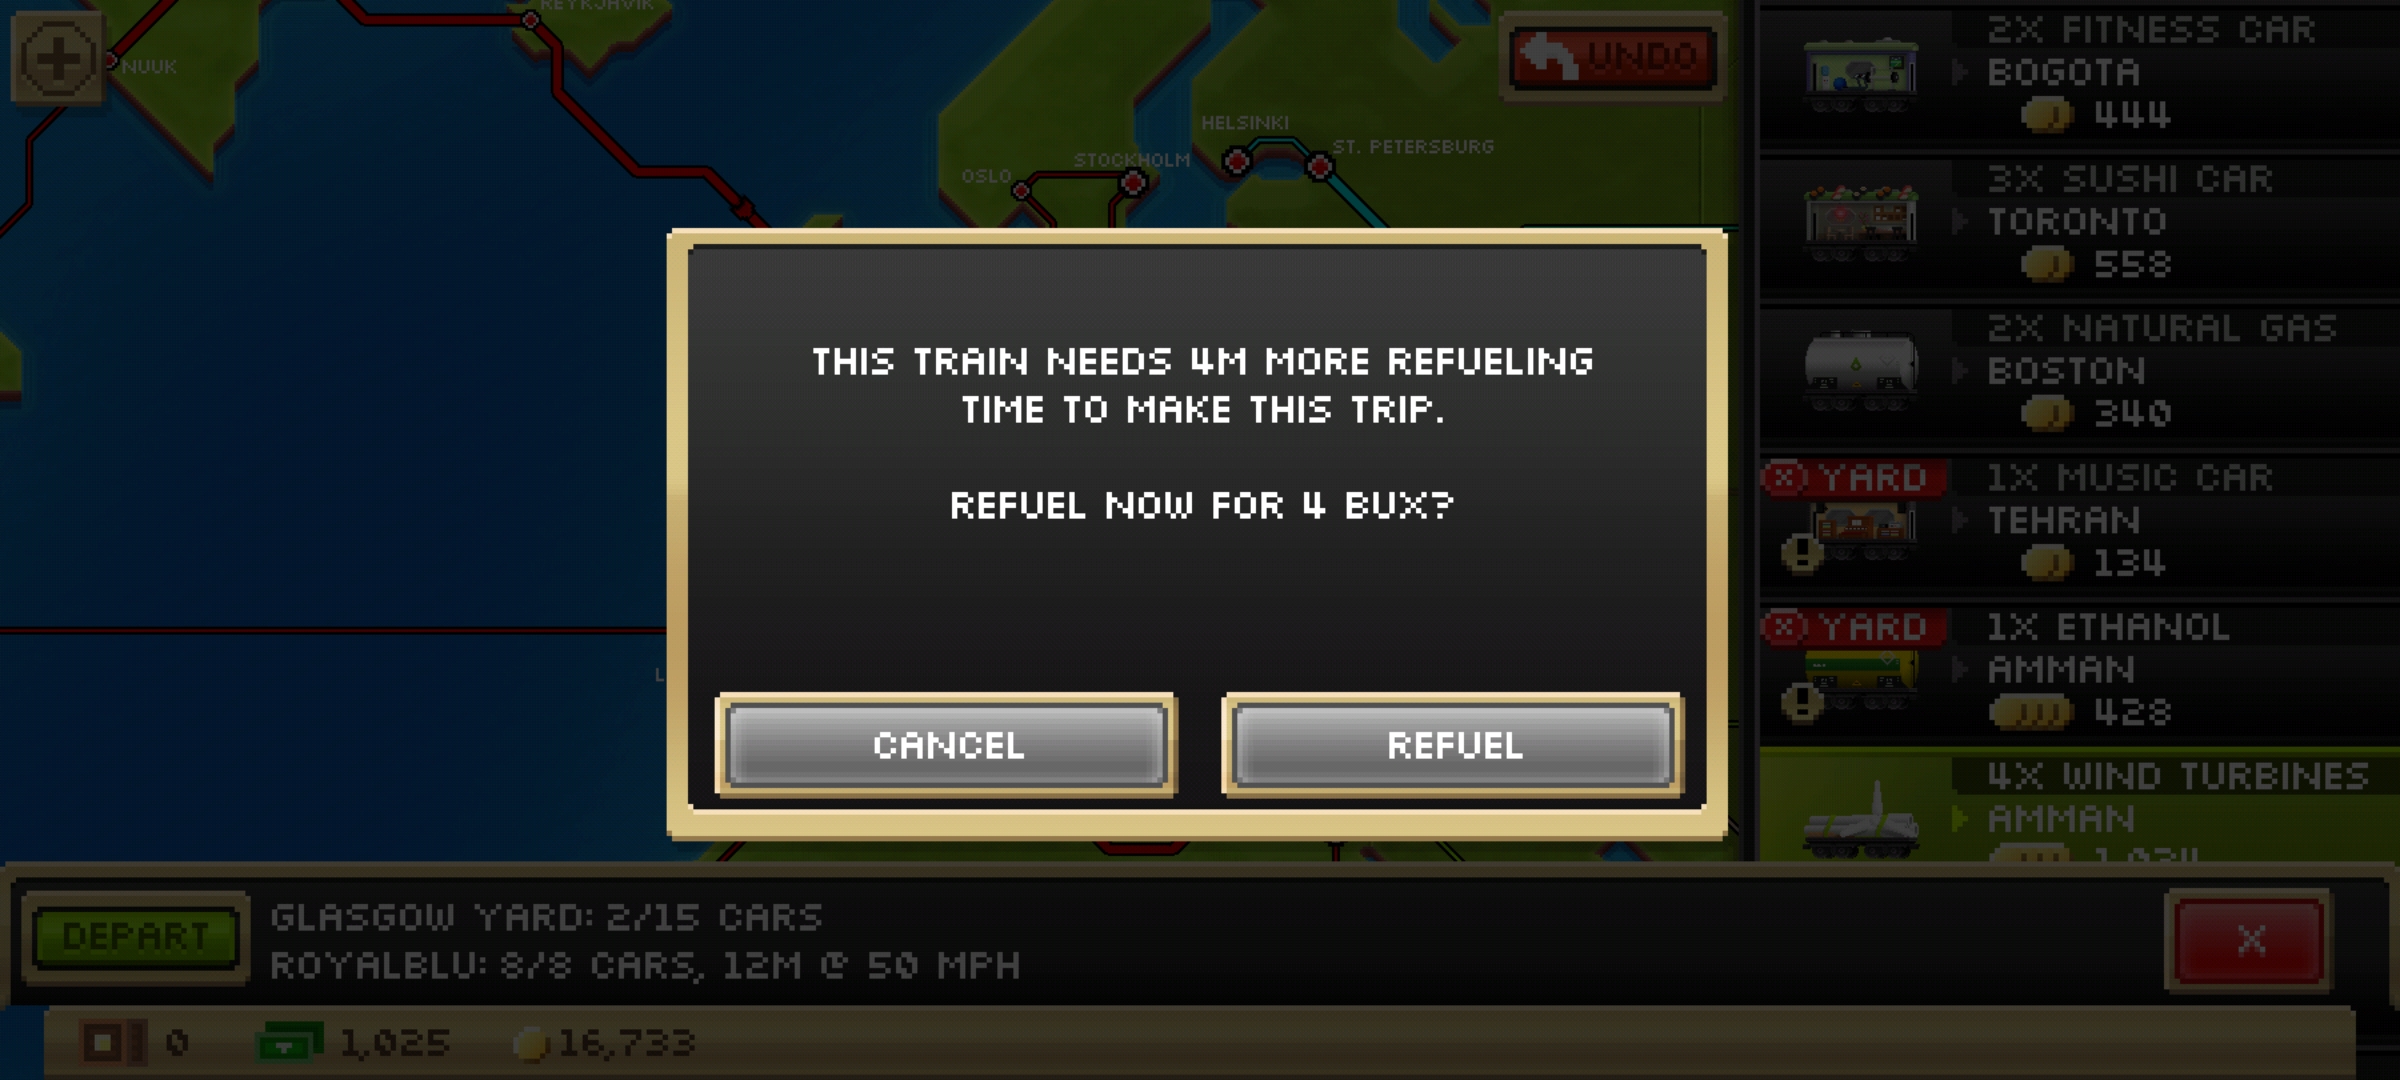 REYKJAVIK
NUUK
UNDO
HELSINKI
ST. PETERSBURG
STOCKHOLM
OSLO
2X FITNESS CAR
BOGOTA
444
3X SUSHI CAR
TORONTO
558
2X NATURAL GAS
BOSTON
340
X YARD
1X MUSIC CAR
TEHRAN
134
X YARD
1X ETHANOL
AMMAN
428
4X WIND TURBINES
AMMAN
THIS TRAIN NEEDS 4M MORE REFUELING
TIME TO MAKE THIS TRIP.
REFUEL NOW FOR 4 BUX?
CANCEL
REFUEL
DEPART
GLASGOW YARD: 2/15 CARS
ROYALBLU: 8/8 CARS, 12M @ 50 MPH
X
0
1,025
16,733